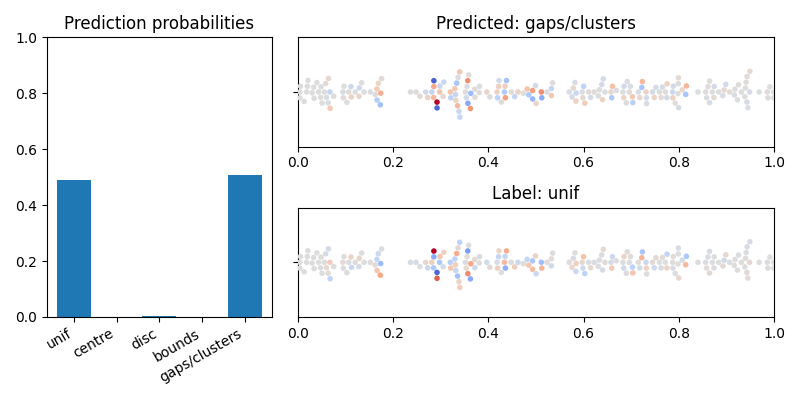 Prediction probabilities
1.0
0.8
0.6
0.4
0.2
0.0
unif
centre
disc
bounds
gaps/clusters
Predicted: gaps/clusters
0.0 0.2 0.4 0.6 0.8 1.0
Label: unif
0.0 0.2 0.4 0.6 0.8 1.0